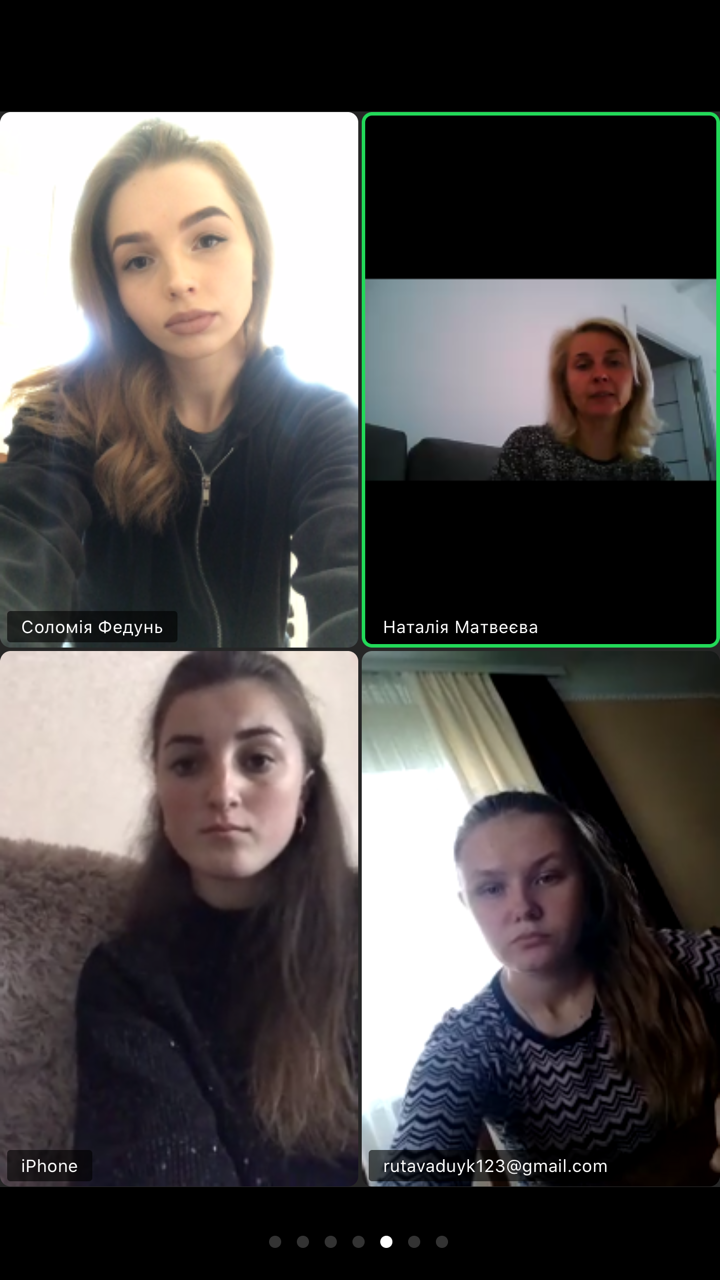 Соломія Федунь
Наталія Матвеєва
iPhone
rutavaduyk123@gmail.com